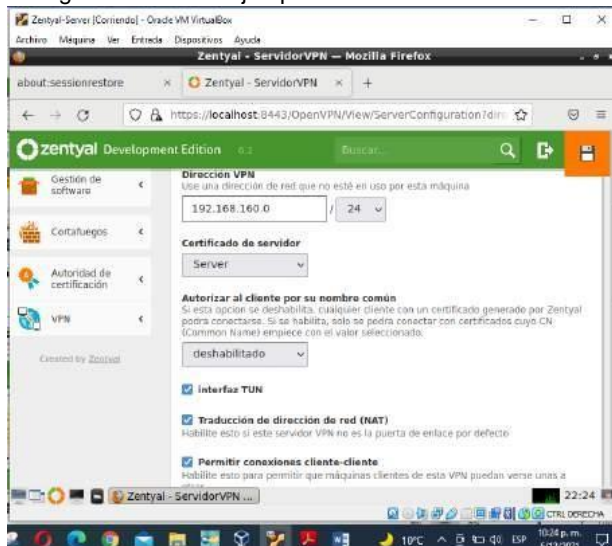 Zentyal-Server [Corriendo] - Oracle VM VirtualBox
Archivo Máquina Ver Entrada Dispositivos Ayuda
Zentyal - ServidorVPN — Mozilla Firefox
about:sessionrestore × Zentyal - ServidorVPN × +
https://localhost:8443/OpenVPN/View/ServerConfiguration?dire
zentyal Development Edition Buscar...
Gestión de software
Cortafuegos
Autoridad de certificación
VPN
Created by Zentyal
Dirección VPN
Use una dirección de red que no esté en uso por esta máquina
192.168.160.0 / 24
Certificado de servidor
Server
Autorizar al cliente por su nombre común
Si esta opcion se deshabilita, cualquier cliente con un certificado generado por Zentyal
podra conectarse. Si se habilita, solo se podra conectar con certificados cuyo CN
(Common Name) empiece con el valor seleccionado.
deshabilitado
interfaz TUN
Traducción de dirección de red (NAT)
Habilite esto si este servidor VPN no es la puerta de enlace por defecto
Permitir conexiones cliente-cliente
Habilite esto para permitir que máquinas clientes de esta VPN puedan verse unas a
Zentyal - ServidorVPN ... 22:24
CTRL DERECHA
10°C ESP 10:24 p. m.